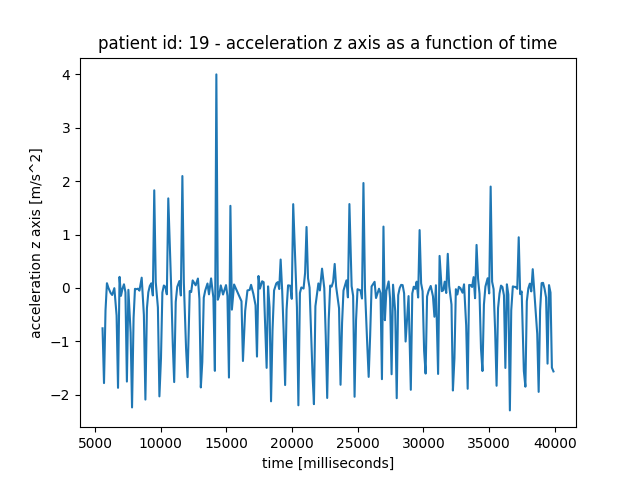 patient id: 19 - acceleration z axis as a function of time
acceleration z axis [m/s^2]
4
3
2
1
0
−1
−2
5000 10000 15000 20000 25000 30000 35000 40000
time [milliseconds]